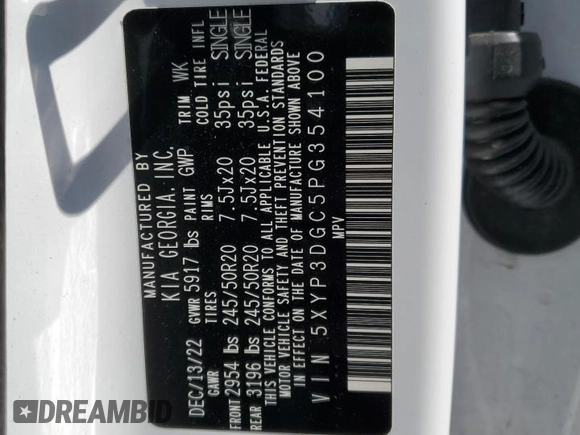 MANUFACTURED BY
KIA GEORGIA, INC.
DEC/13/22 GVWR 5917 lbs PAINT GWP TRIM WK
GAWR TIRES RIMS COLD TIRE INFL
FRONT 2954 lbs 245/50R20 7.5Jx20 35psi SINGLE
REAR 3196 lbs 245/50R20 7.5Jx20 35psi SINGLE
THIS VEHICLE CONFORMS TO ALL APPLICABLE U.S.A. FEDERAL
MOTOR VEHICLE SAFETY AND THEFT PREVENTION STANDARDS
IN EFFECT ON THE DATE OF MANUFACTURE SHOWN ABOVE
VIN 5XYP3DGC5PG354100
MPV
DREAMBID